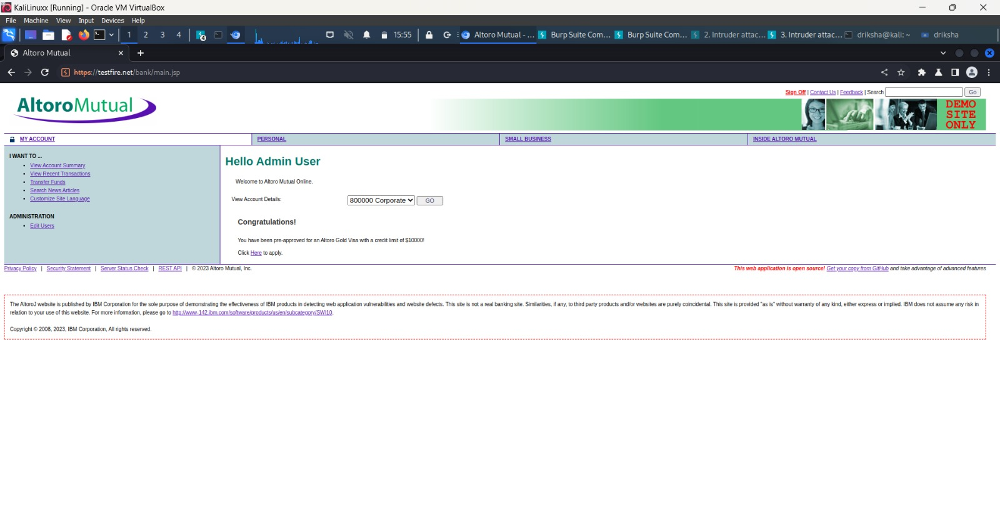 KaliLinuxx [Running] - Oracle VM VirtualBox
File Machine View Input Devices Help
1 2 3 4 4 15:55 Altoro Mutual - ... Burp Suite Com... Burp Suite Com... 2. Intruder attac... 3. Intruder attac... driksha@kali: ~ driksha
Altoro Mutual
https://testfire.net/bank/main.jsp
Sign Off | Contact Us | Feedback | Search Go
AltoroMutual
DEMO
SITE
ONLY
MY ACCOUNT PERSONAL SMALL BUSINESS INSIDE ALTORO MUTUAL
I WANT TO ...
• View Account Summary
• View Recent Transactions
• Transfer Funds
• Search News Articles
• Customize Site Language
ADMINISTRATION
• Edit Users
Hello Admin User
Welcome to Altoro Mutual Online.
View Account Details: 800000 Corporate GO
Congratulations!
You have been pre-approved for an Altoro Gold Visa with a credit limit of $10000!
Click Here to apply.
Privacy Policy | Security Statement | Server Status Check | REST API | © 2023 Altoro Mutual, Inc. This web application is open source! Get your copy from GitHub and take advantage of advanced features
The AltoroJ website is published by IBM Corporation for the sole purpose of demonstrating the effectiveness of IBM products in detecting web application vulnerabilities and website defects. This site is not a real banking site. Similarities, if any, to third party products and/or websites are purely coincidental. This site is provided "as is" without warranty of any kind, either express or implied. IBM does not assume any risk in
relation to your use of this website. For more information, please go to http://www-142.ibm.com/software/products/us/en/subcategory/SWI10.
Copyright © 2008, 2023, IBM Corporation, All rights reserved.